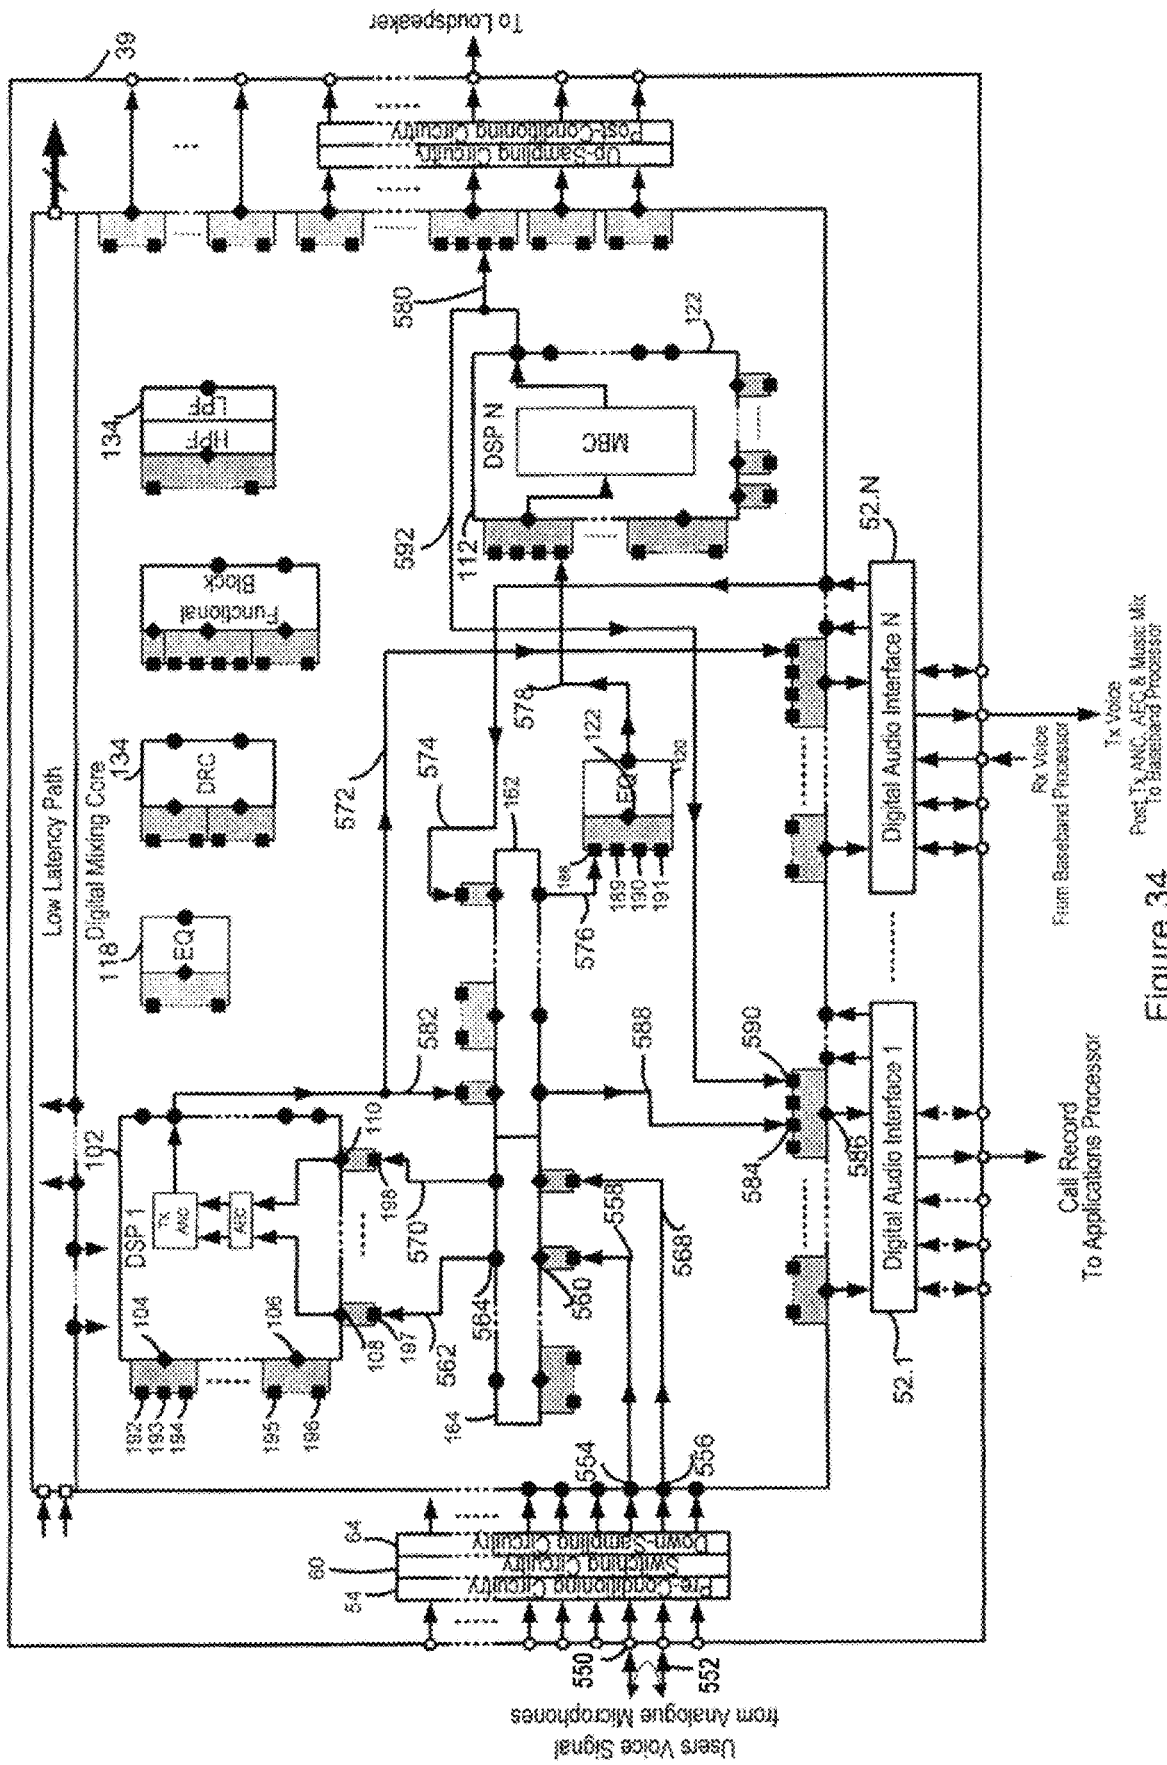 Low Latency Path
Digital Mixing Core
39
To Loudspeaker
Up-Sampling Circuitry
Post-Conditioning Circuitry
118
EQ
134
DRC
Functional
Block
134
HPF
LPF
102
DSP 1
Tx
ANC
AEC
104
106
108
110
192
193
194
195
196
197
198
562
564
570
582
572
574
162
164
560
558
568
576
188
189
190
191
EQ
122
578
592
112
DSP N
MBC
122
580
588
584
586
590
554
556
54
60
64
Pre-Conditioning Circuitry
Switching Circuitry
Down-Sampling Circuitry
550
552
Users Voice Signal
from Analogue Microphones
52.1
Digital Audio Interface 1
52.N
Digital Audio Interface N
Call Record
To Applications Processor
Rx Voice
From Baseband Processor
Tx Voice
Post Tx ANC, AEC & Music Mix
To Baseband Processor
Figure 34